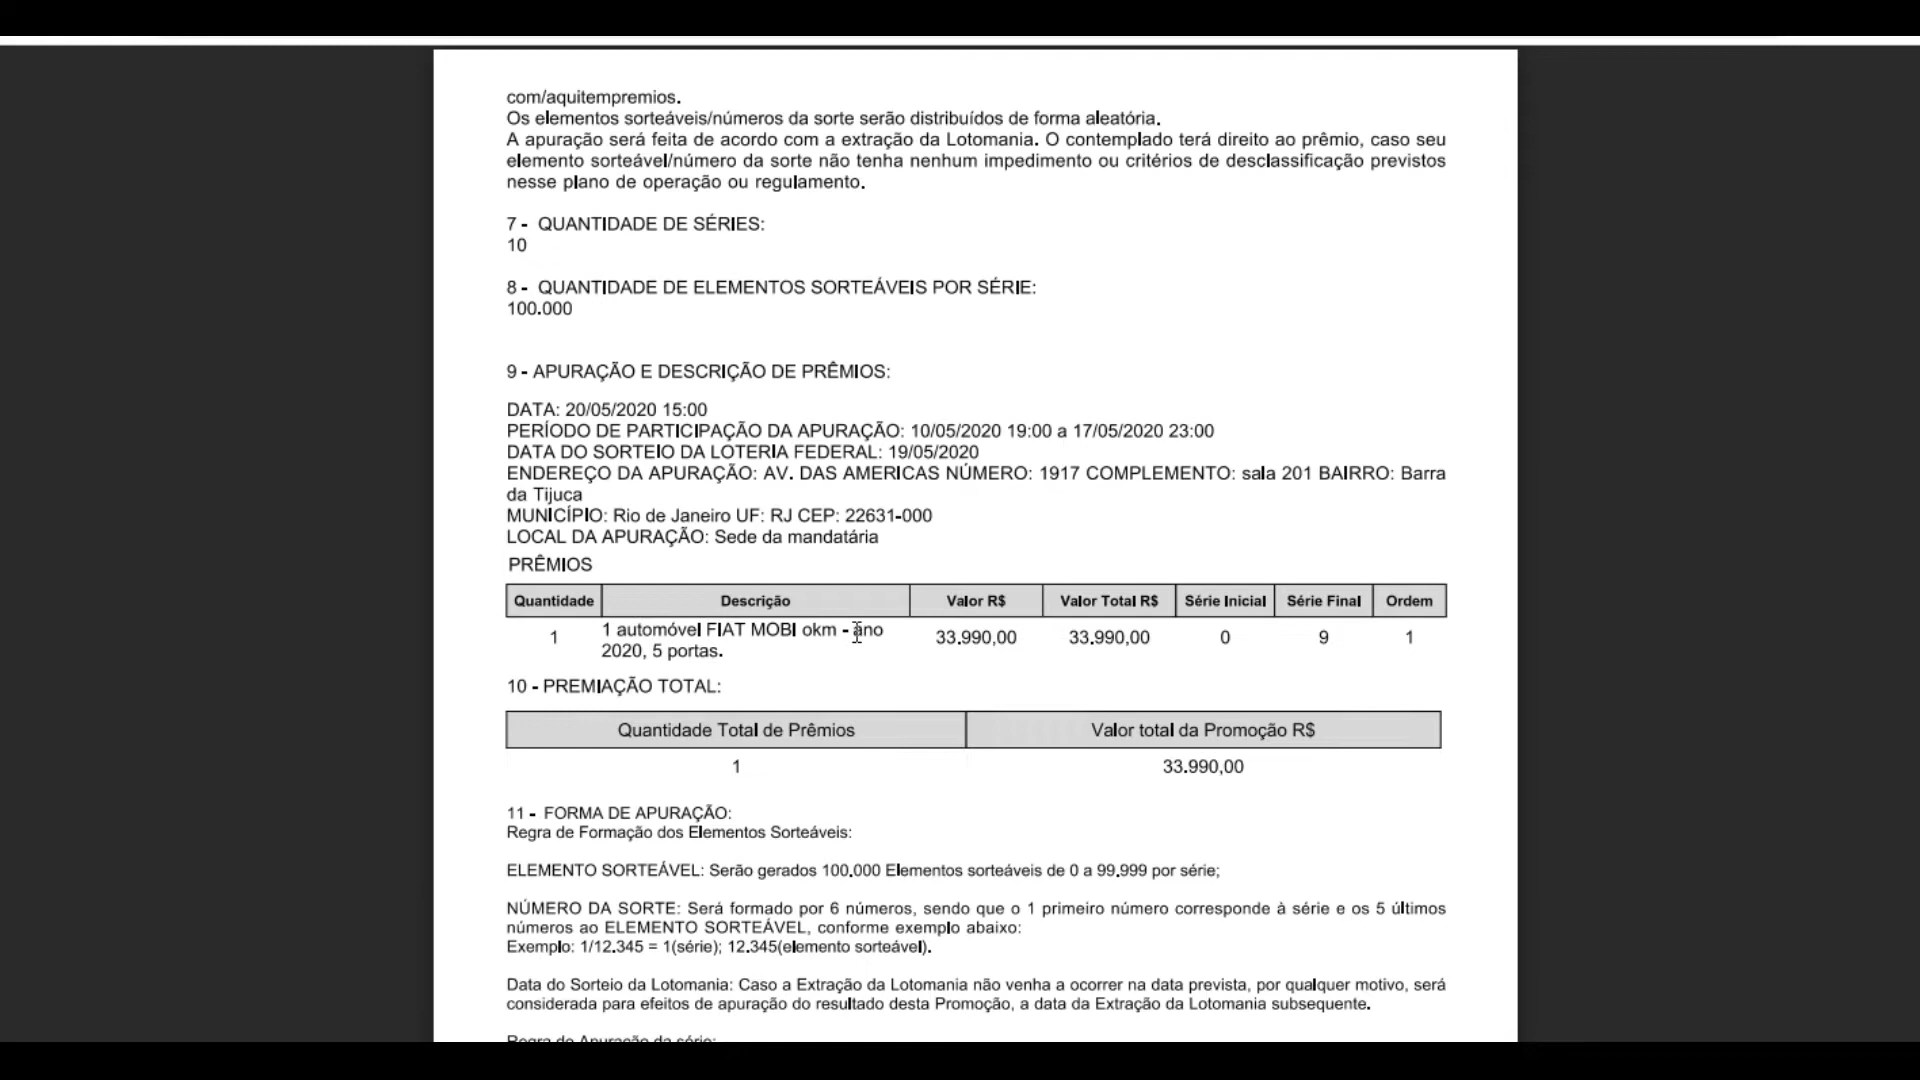 com/aquitempremios.
Os elementos sorteáveis/números da sorte serão distribuídos de forma aleatória.
A apuração será feita de acordo com a extração da Lotomania. O contemplado terá direito ao prêmio, caso seu
elemento sorteável/número da sorte não tenha nenhum impedimento ou critérios de desclassificação previstos
nesse plano de operação ou regulamento.
7 - QUANTIDADE DE SÉRIES:
10
8 - QUANTIDADE DE ELEMENTOS SORTEÁVEIS POR SÉRIE:
100.000
9 - APURAÇÃO E DESCRIÇÃO DE PRÊMIOS:
DATA: 20/05/2020 15:00
PERÍODO DE PARTICIPAÇÃO DA APURAÇÃO: 10/05/2020 19:00 a 17/05/2020 23:00
DATA DO SORTEIO DA LOTERIA FEDERAL: 19/05/2020
ENDEREÇO DA APURAÇÃO: AV. DAS AMERICAS NÚMERO: 1917 COMPLEMENTO: sala 201 BAIRRO: Barra
da Tijuca
MUNICÍPIO: Rio de Janeiro UF: RJ CEP: 22631-000
LOCAL DA APURAÇÃO: Sede da mandatária
PRÊMIOS
Quantidade Descrição Valor R$ Valor Total R$ Série Inicial Série Final Ordem
1 1 automóvel FIAT MOBI okm - ano 33.990,00 33.990,00 0 9 1
2020, 5 portas.
10 - PREMIAÇÃO TOTAL:
Quantidade Total de Prêmios Valor total da Promoção R$
1 33.990,00
11 - FORMA DE APURAÇÃO:
Regra de Formação dos Elementos Sorteáveis:
ELEMENTO SORTEÁVEL: Serão gerados 100.000 Elementos sorteáveis de 0 a 99.999 por série;
NÚMERO DA SORTE: Será formado por 6 números, sendo que o 1 primeiro número corresponde à série e os 5 últimos
números ao ELEMENTO SORTEÁVEL, conforme exemplo abaixo:
Exemplo: 1/12.345 = 1(série); 12.345(elemento sorteável).
Data do Sorteio da Lotomania: Caso a Extração da Lotomania não venha a ocorrer na data prevista, por qualquer motivo, será
considerada para efeitos de apuração do resultado desta Promoção, a data da Extração da Lotomania subsequente.
Regra de Apuração da série: